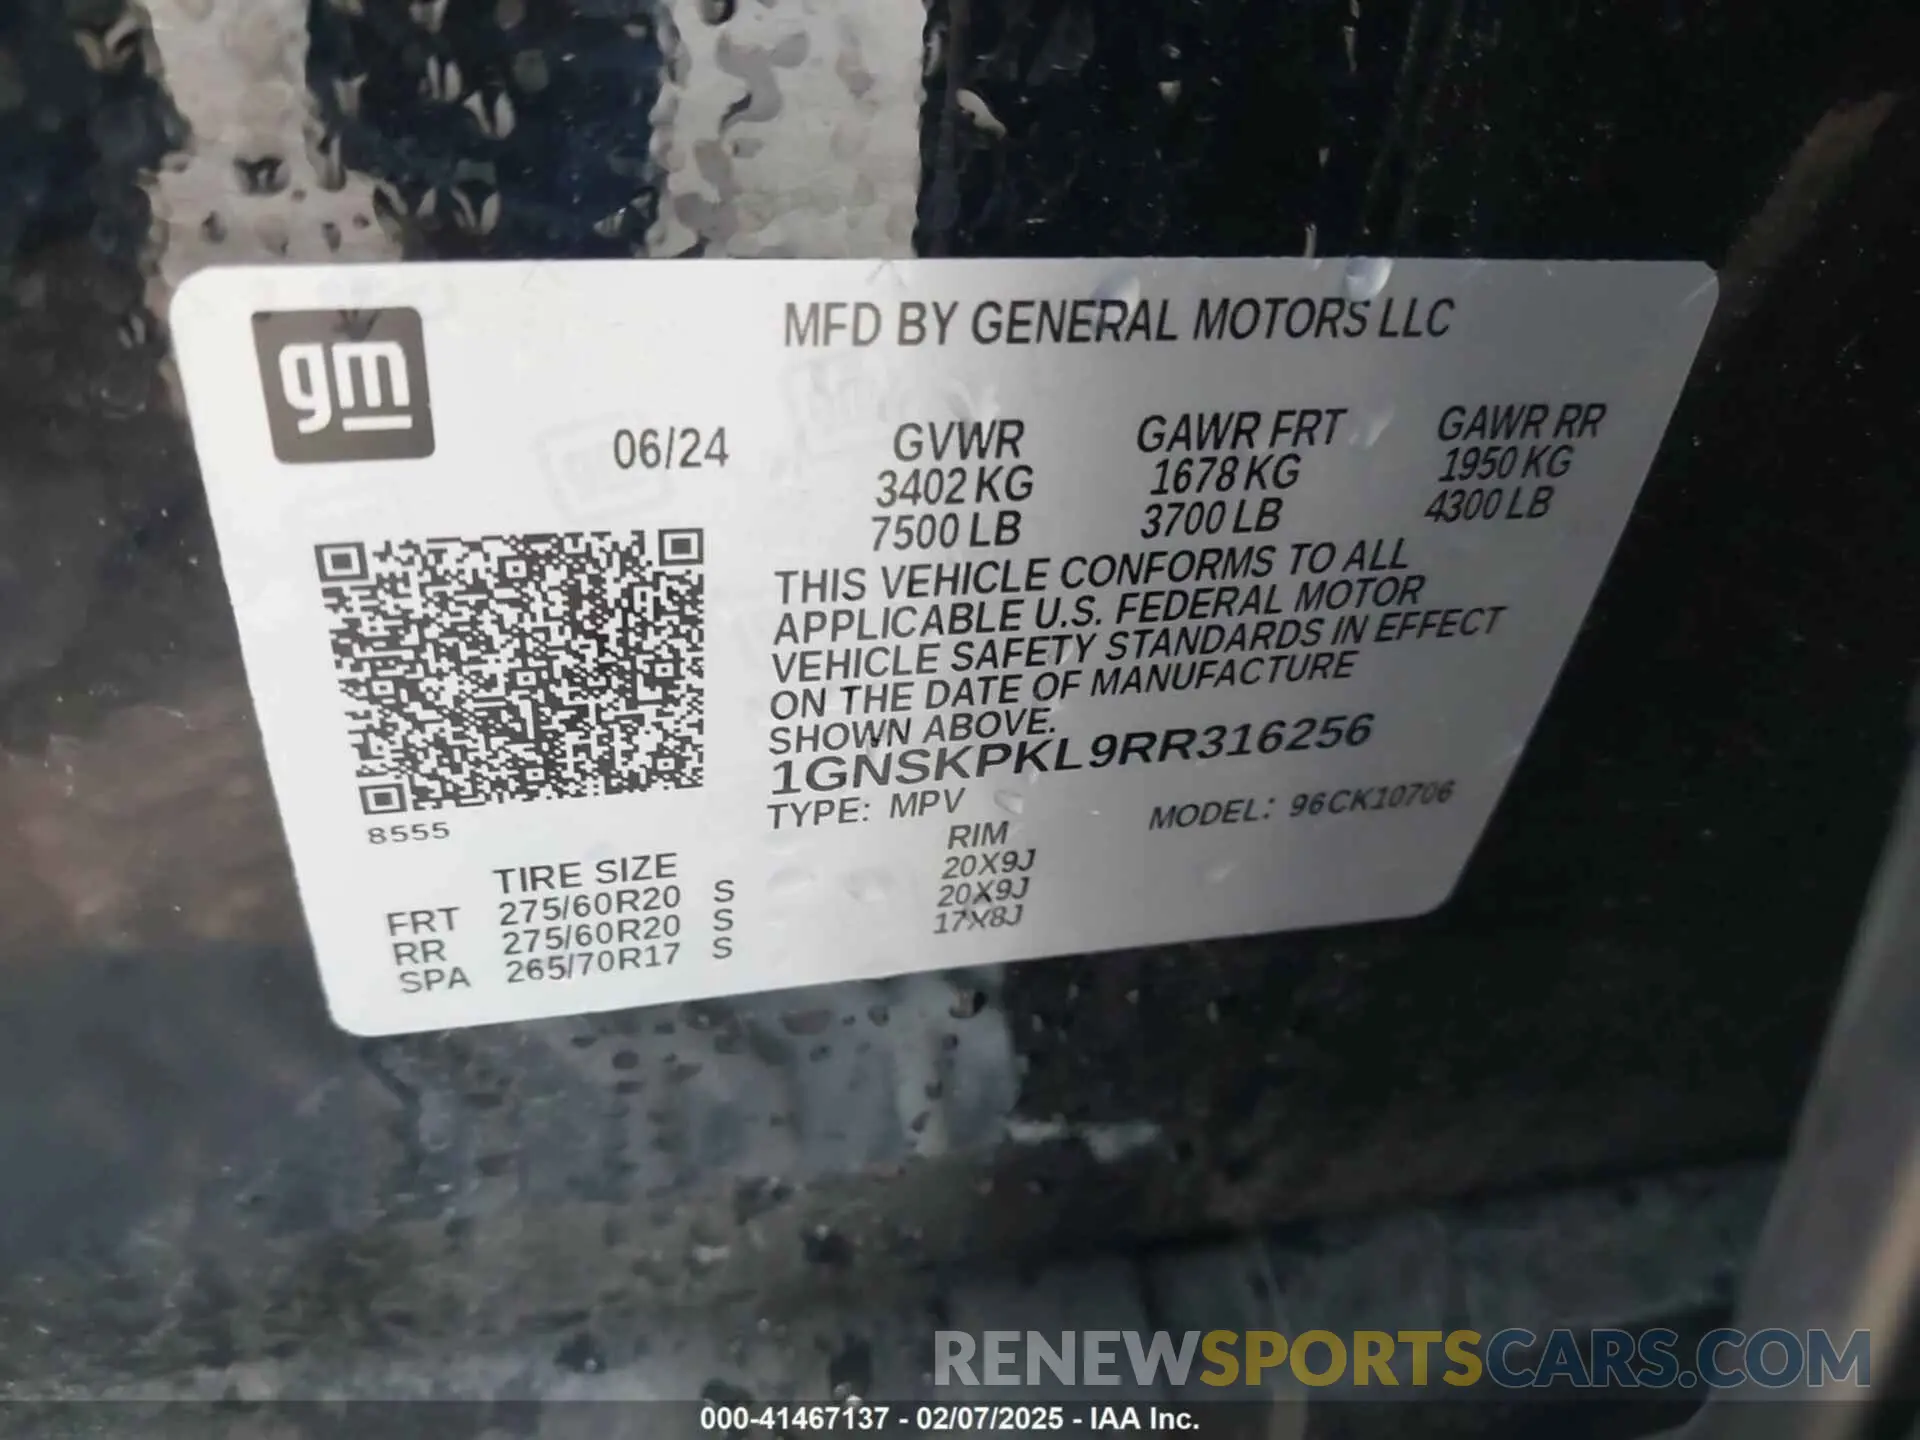 gm
MFD BY GENERAL MOTORS LLC
06/24 GVWR GAWR FRT GAWR RR
3402 KG 1678 KG 1950 KG
7500 LB 3700 LB 4300 LB
THIS VEHICLE CONFORMS TO ALL
APPLICABLE U.S. FEDERAL MOTOR
VEHICLE SAFETY STANDARDS IN EFFECT
ON THE DATE OF MANUFACTURE
SHOWN ABOVE.
1GNSKPKL9RR316256
TYPE: MPV MODEL: 96CK10706
8555
TIRE SIZE RIM
FRT 275/60R20 S 20X9J
RR 275/60R20 S 20X9J
SPA 265/70R17 S 17X8J
RENEWSPORTSCARS.COM
000-41467137 - 02/07/2025 - IAA Inc.